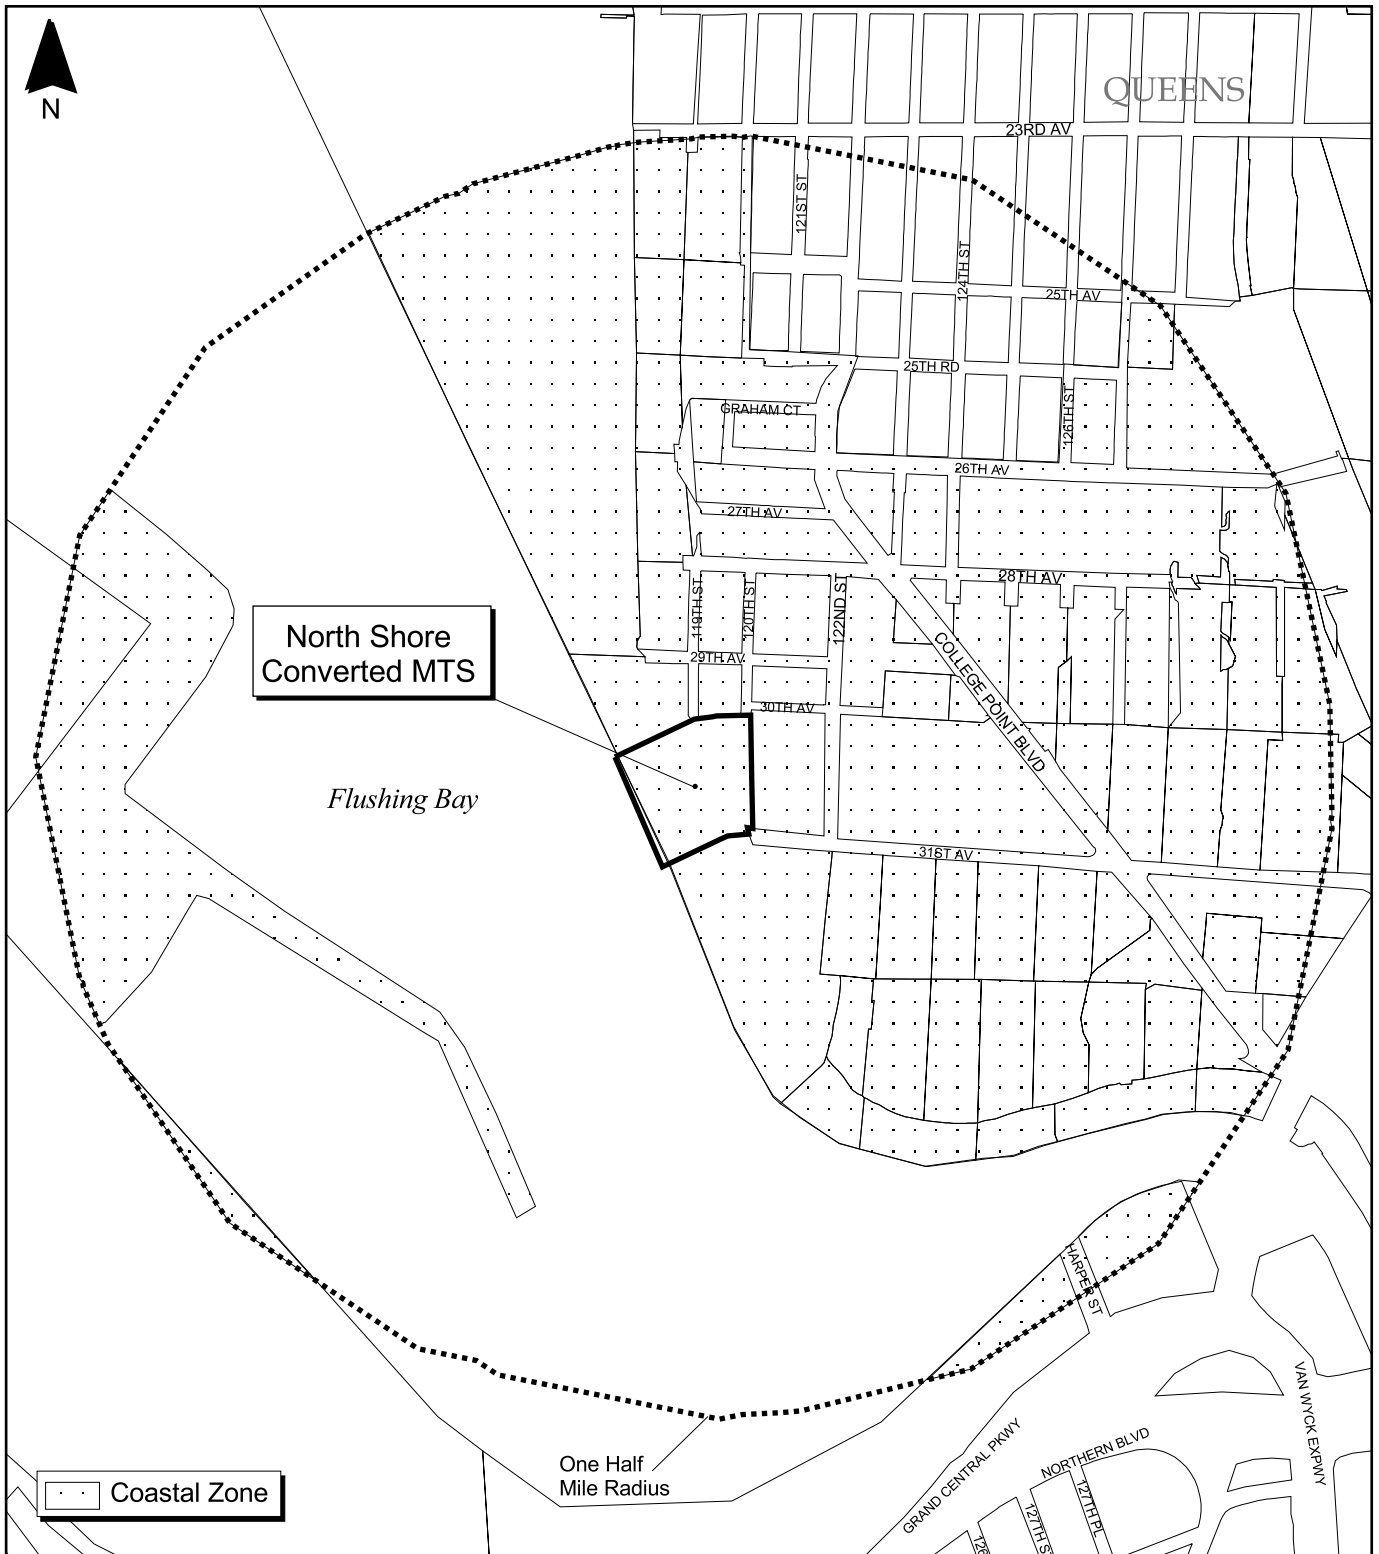 N
QUEENS
23RD AV
121ST ST
124TH ST
25TH AV
25TH RD
GRAHAM CT
126TH ST
26TH AV
27TH AV
28TH AV
119TH ST
120TH ST
122ND ST
North Shore
Converted MTS
29TH AV
COLLEGE POINT BLVD
30TH AV
Flushing Bay
31ST AV
HARPER ST
VAN WYCK EXPWY
One Half
Mile Radius
GRAND CENTRAL PKWY
NORTHERN BLVD
127TH PL
127TH S
126
Coastal Zone